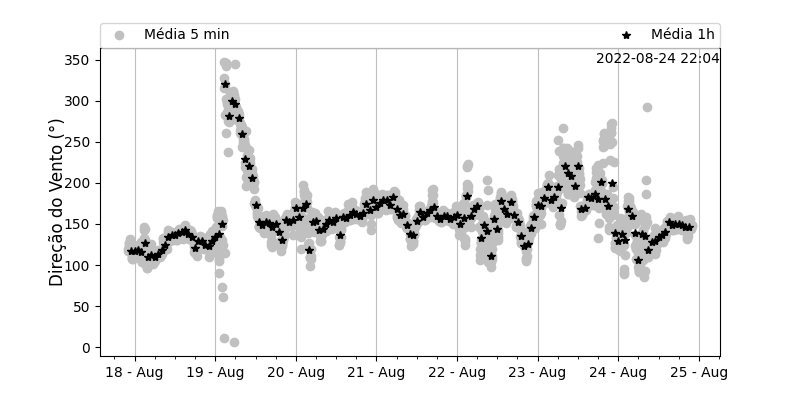 Média 5 min
Média 1h
2022-08-24 22:04
Direção do Vento (°)
350
300
250
200
150
100
50
0
18 - Aug
19 - Aug
20 - Aug
21 - Aug
22 - Aug
23 - Aug
24 - Aug
25 - Aug